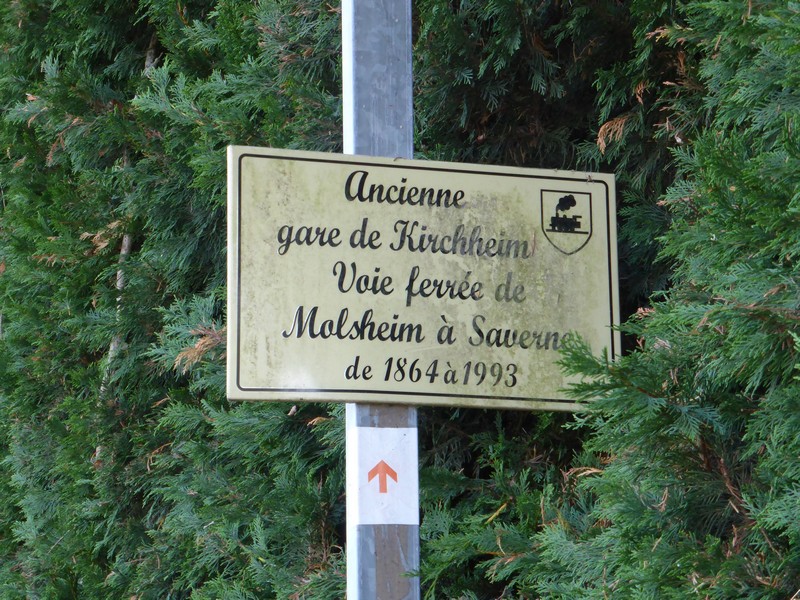 Ancienne
gare de Kirchheim
Voie ferrée de
Molsheim à Saverne
de 1864 à 1993